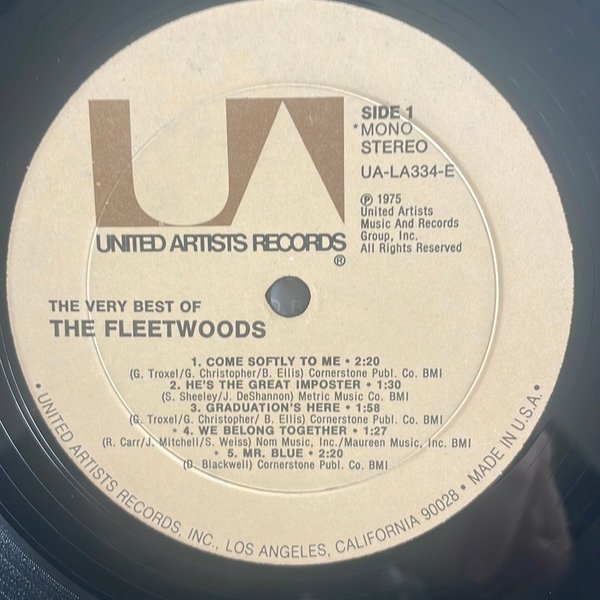 UA
UNITED ARTISTS RECORDS
®
SIDE 1
*MONO
STEREO
UA-LA334-E
℗ 1975
United Artists
Music And Records
Group, Inc.
All Rights Reserved
THE VERY BEST OF
THE FLEETWOODS
1. COME SOFTLY TO ME • 2:20
(G. Troxel/G. Christopher/B. Ellis) Cornerstone Publ. Co. BMI
2. HE'S THE GREAT IMPOSTER • 1:30
(S. Sheeley/J. DeShannon) Metric Music Co. BMI
3. GRADUATION'S HERE • 1:58
(G. Troxel/G. Christopher/ B. Ellis) Cornerstone Publ. Co. BMI
* 4. WE BELONG TOGETHER • 1:27
(R. Carr/J. Mitchell/S. Weiss) Nom Music, Inc./Maureen Music, Inc. BMI
* 5. MR. BLUE • 2:20
(D. Blackwell) Cornerstone Publ. Co. BMI
• UNITED ARTISTS RECORDS, INC., LOS ANGELES, CALIFORNIA 90028 • MADE IN U.S.A. •